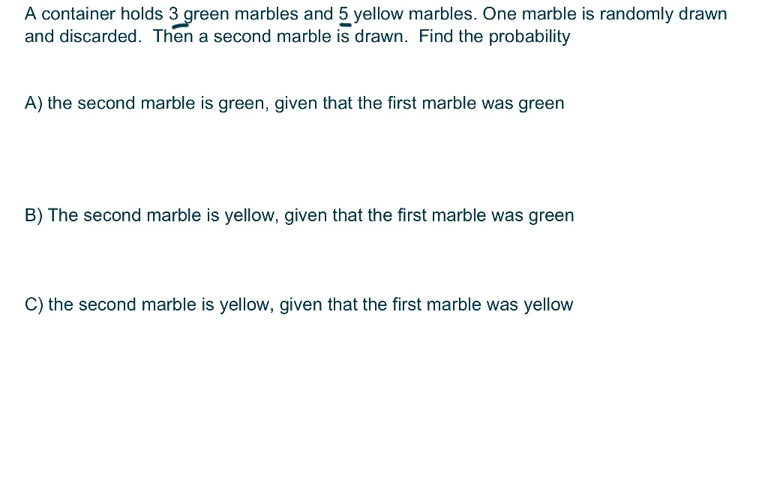 A container holds 3 green marbles and 5 yellow marbles. One marble is randomly drawn
and discarded.  Then a second marble is drawn.  Find the probability
A) the second marble is green, given that the first marble was green
B) The second marble is yellow, given that the first marble was green
C) the second marble is yellow, given that the first marble was yellow